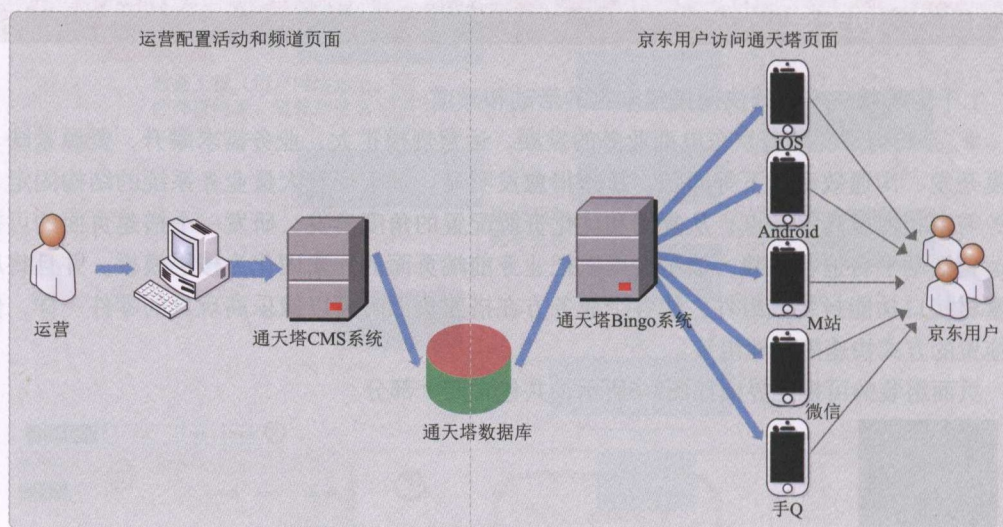 运营配置活动和频道页面
京东用户访问通天塔页面
iOS
Android
运营
通天塔CMS系统
通天塔Bingo系统
M站
京东用户
微信
通天塔数据库
手Q